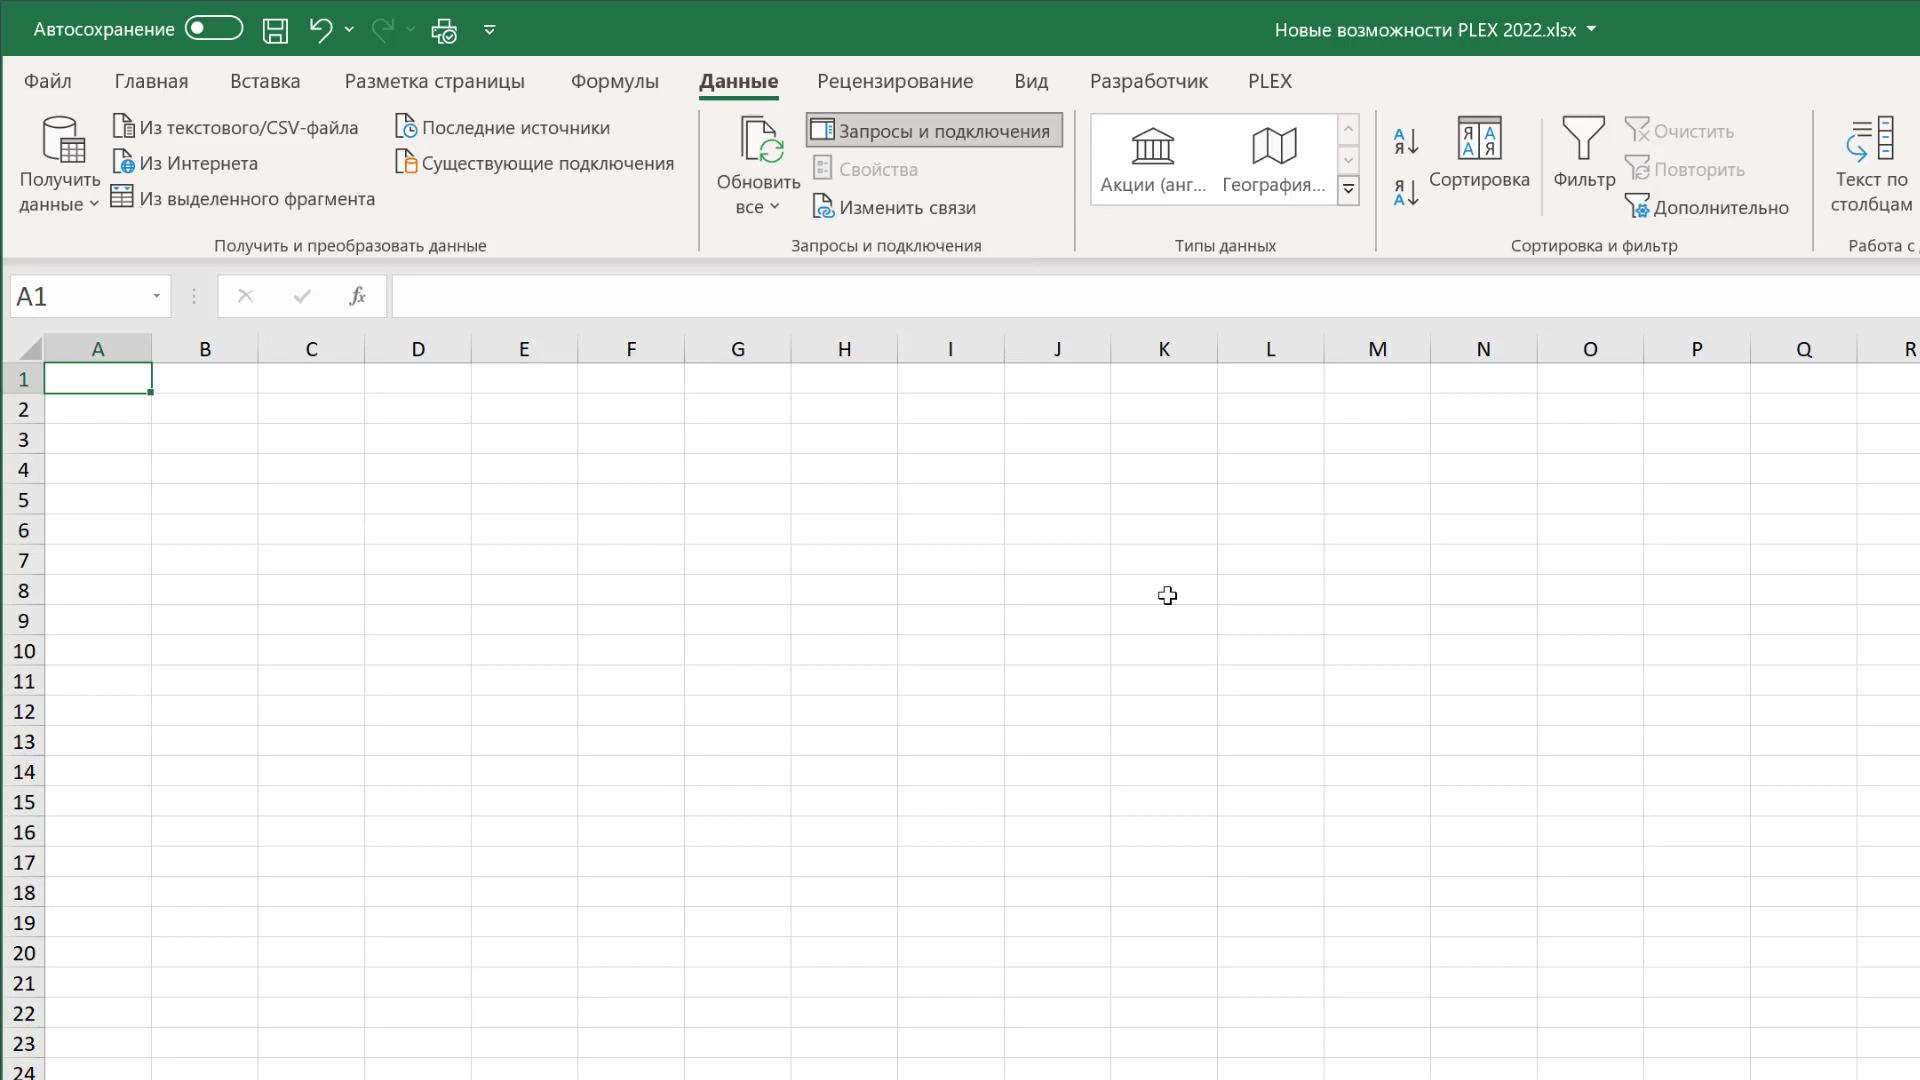 Автосохранение
Новые возможности PLEX 2022.xlsx
Файл Главная Вставка Разметка страницы Формулы Данные Рецензирование Вид Разработчик PLEX
Получить данные
Из текстового/CSV-файла
Из Интернета
Из выделенного фрагмента
Последние источники
Существующие подключения
Получить и преобразовать данные
Обновить все
Запросы и подключения
Свойства
Изменить связи
Запросы и подключения
Акции (анг...
География...
Типы данных
А
Я
Я
А
Я А
А Я
Сортировка
Фильтр
Очистить
Повторить
Дополнительно
Сортировка и фильтр
Текст по
столбцам
Работа с
A1
fx
A B C D E F G H I J K L M N O P Q R
1
2
3
4
5
6
7
8
9
10
11
12
13
14
15
16
17
18
19
20
21
22
23
24